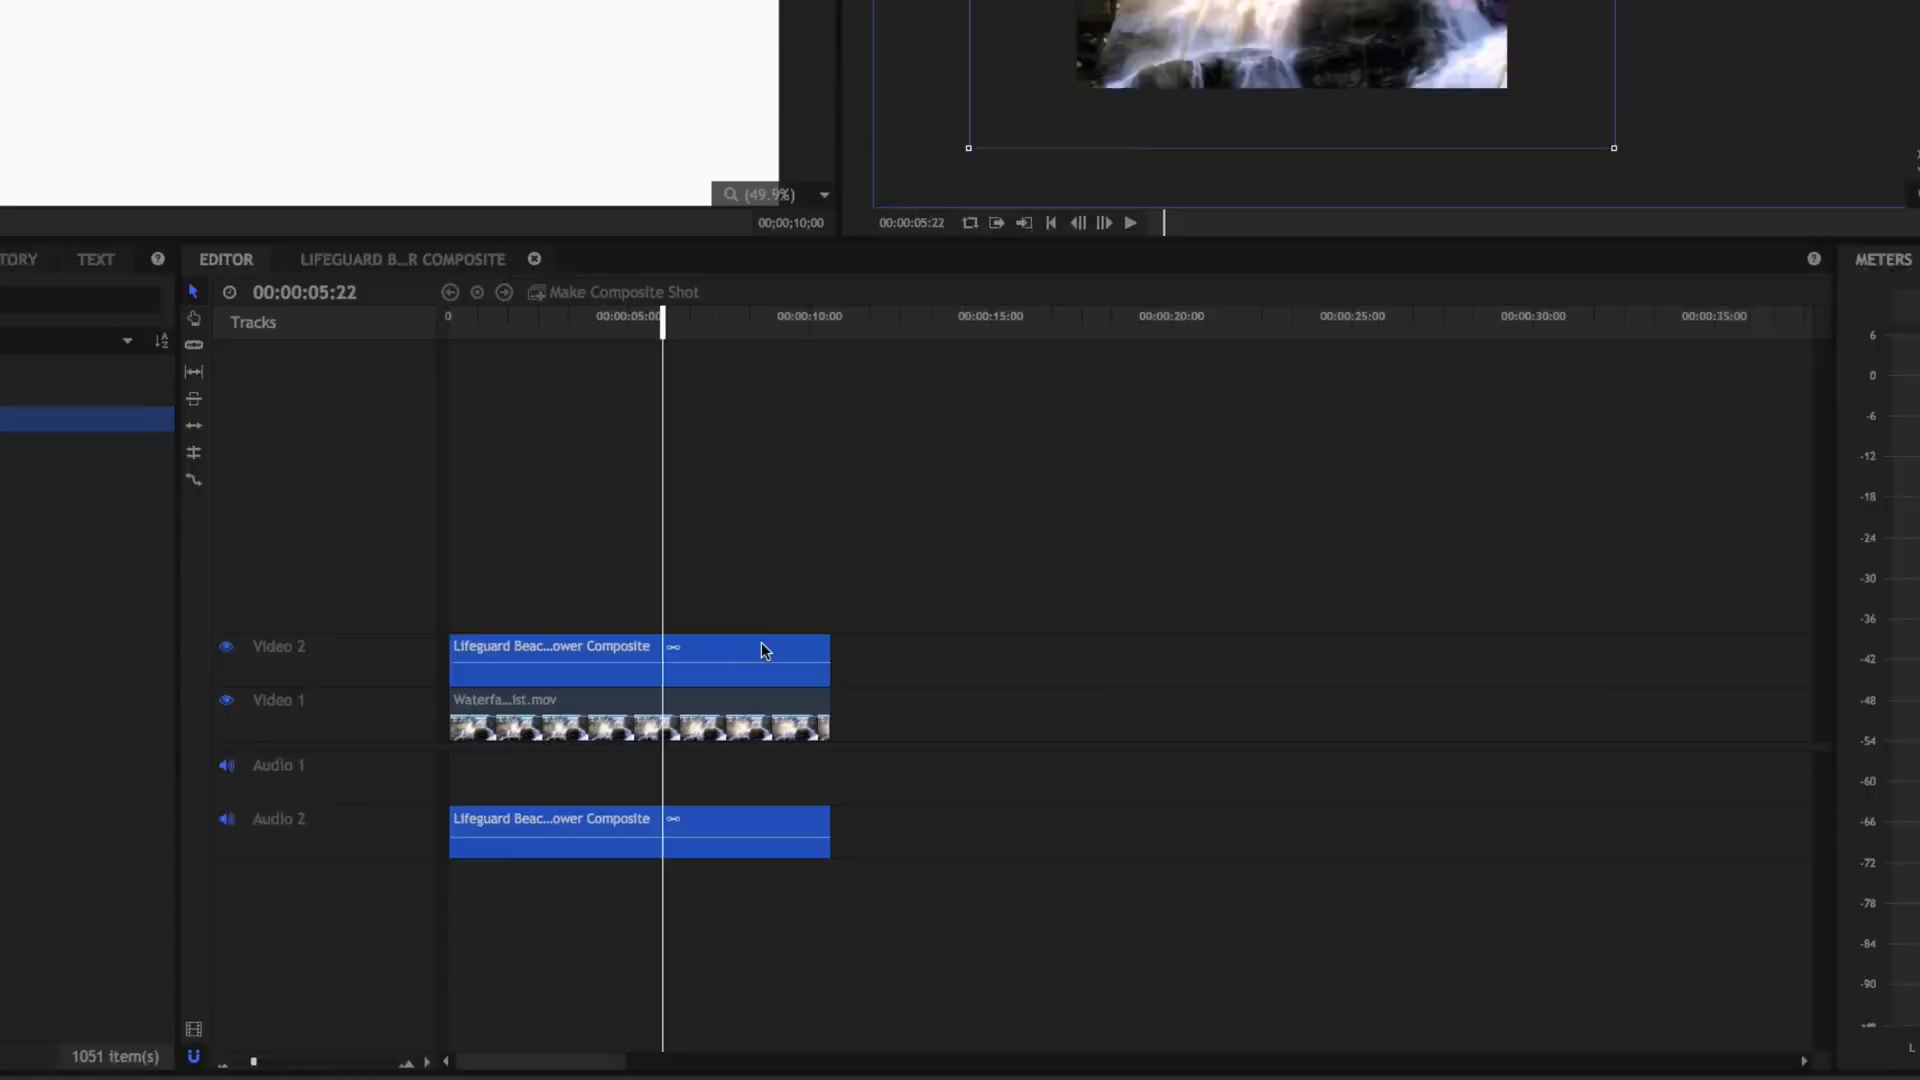 (49.9%)
00;00;10;00
00:00:05:22
TEXT
EDITOR
LIFEGUARD B...R COMPOSITE
METERS
00:00:05:22
Make Composite Shot
Tracks
0
00:00:05:00
00:00:10:00
00:00:15:00
00:00:20:00
00:00:25:00
00:00:30:00
00:00:35:00
6
0
-6
-12
-18
-24
-30
-36
-42
-48
-54
-60
-66
-72
-78
-84
-90
-∞
L
Video 2
Lifeguard Beac...ower Composite
Video 1
Waterfa...ist.mov
Audio 1
Audio 2
Lifeguard Beac...ower Composite
1051 item(s)